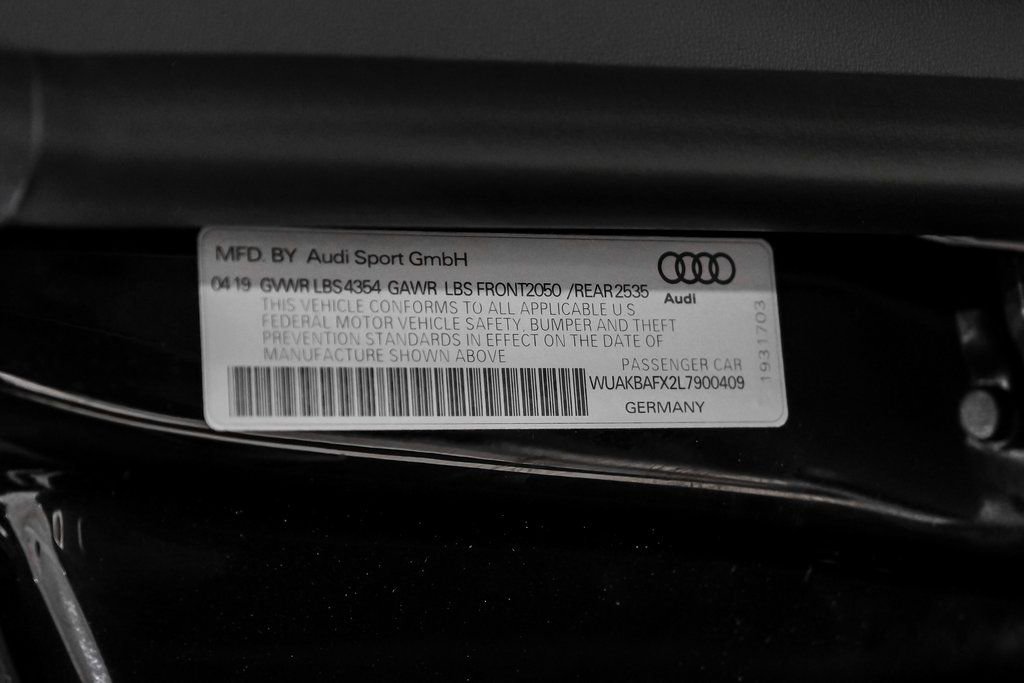 MFD. BY Audi Sport GmbH
Audi
04 19 GVWR LBS 4354 GAWR LBS FRONT2050 /REAR 2535
THIS VEHICLE CONFORMS TO ALL APPLICABLE U S
FEDERAL MOTOR VEHICLE SAFETY, BUMPER AND THEFT
PREVENTION STANDARDS IN EFFECT ON THE DATE OF
MANUFACTURE SHOWN ABOVE
PASSENGER CAR
WUAKBAFX2L7900409
GERMANY
1931703